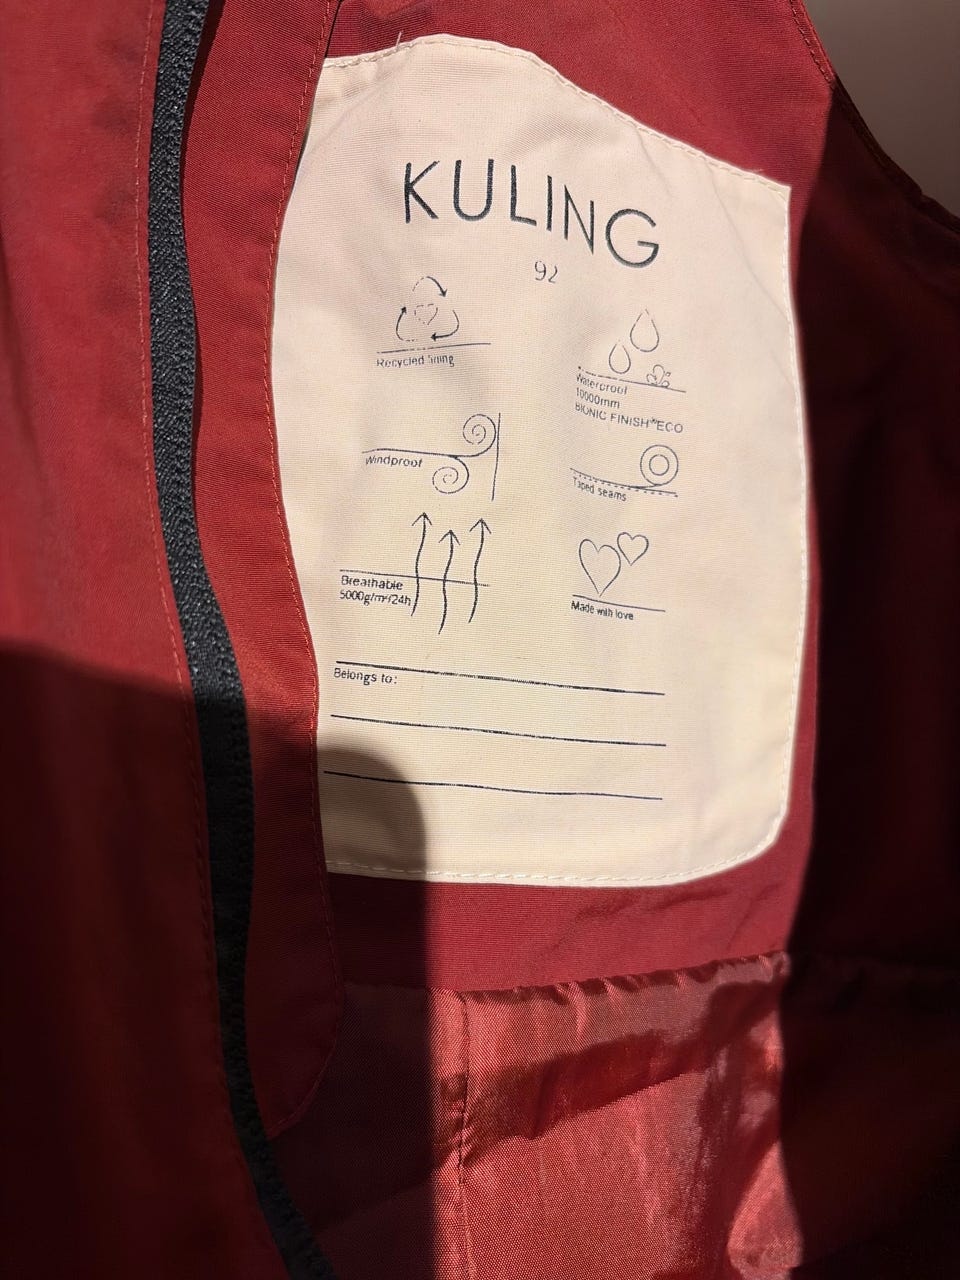 KULING
92
Recycled lining
Waterproof
10000mm
BIONIC FINISH®ECO
Windproof
Taped seams
Breathable
5000g/m²/24h
Made with love
Belongs to: